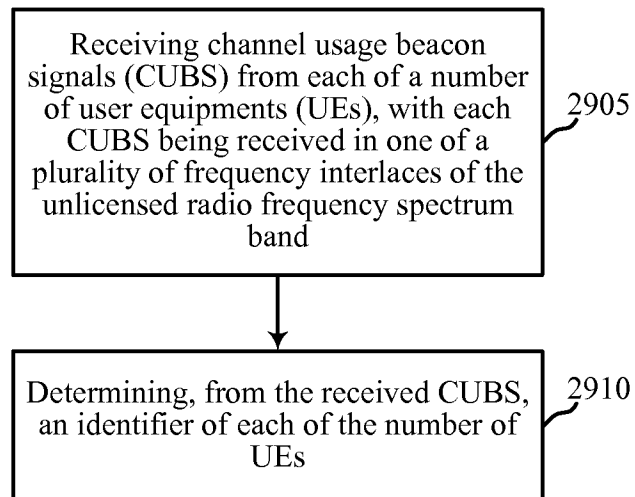 Receiving channel usage beacon
signals (CUBS) from each of a number
of user equipments (UEs), with each
CUBS being received in one of a
plurality of frequency interlaces of the
unlicensed radio frequency spectrum
band
2905
Determining, from the received CUBS,
an identifier of each of the number of
UEs
2910